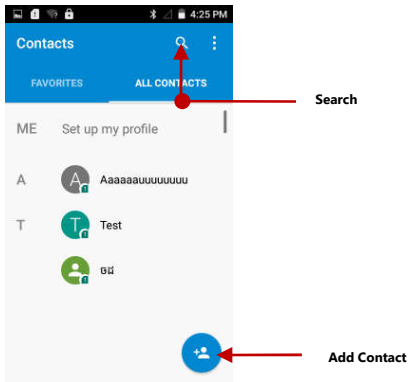 4:25 PM
Contacts
FAVORITES
ALL CONTACTS
Search
ME
Set up my profile
A
A
Aaaaaauuuuuuuu
T
T
Test
Add Contact